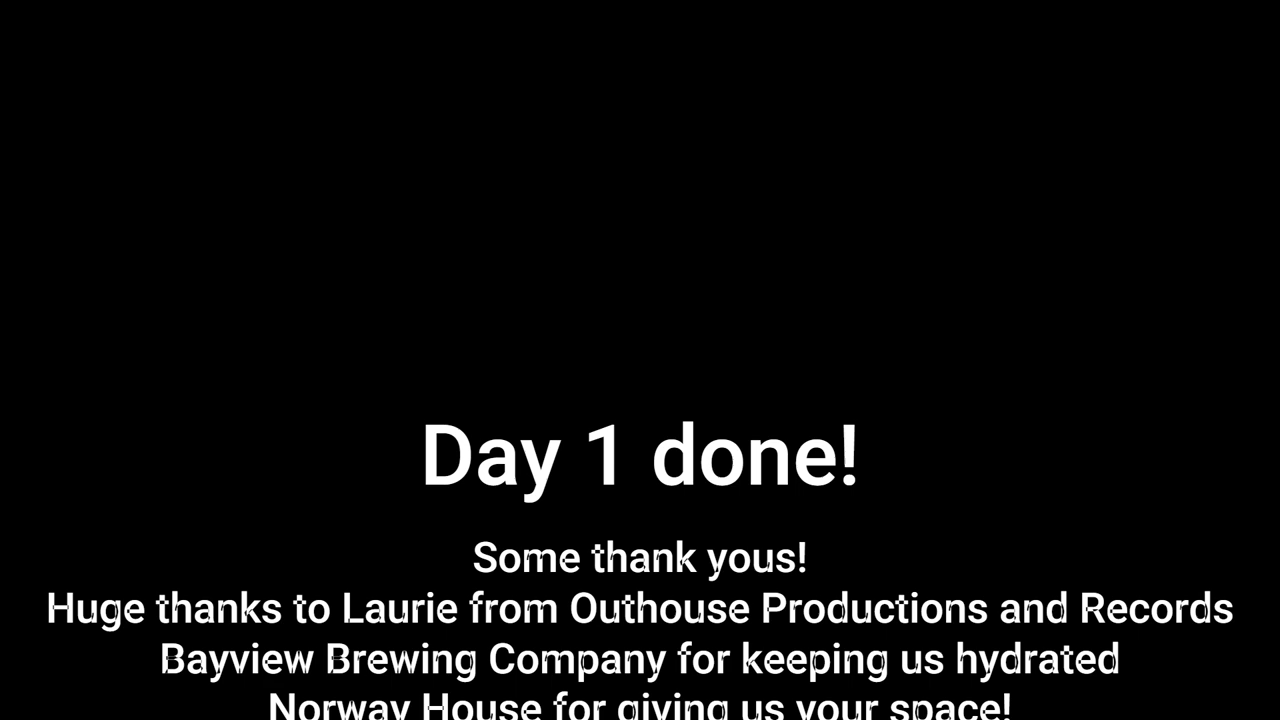 Day 1 done!
Some thank yous!
Huge thanks to Laurie from Outhouse Productions and Records
Bayview Brewing Company for keeping us hydrated
Norway House for giving us your space!